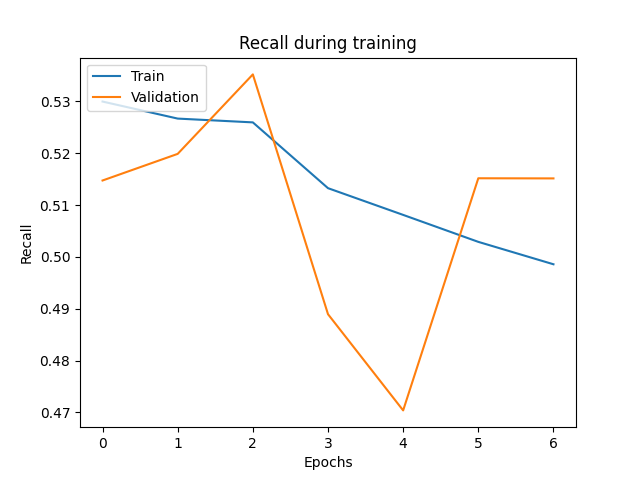 Recall during training
Train
Validation
0.53
0.52
0.51
0.50
0.49
0.48
0.47
Recall
0 1 2 3 4 5 6
Epochs